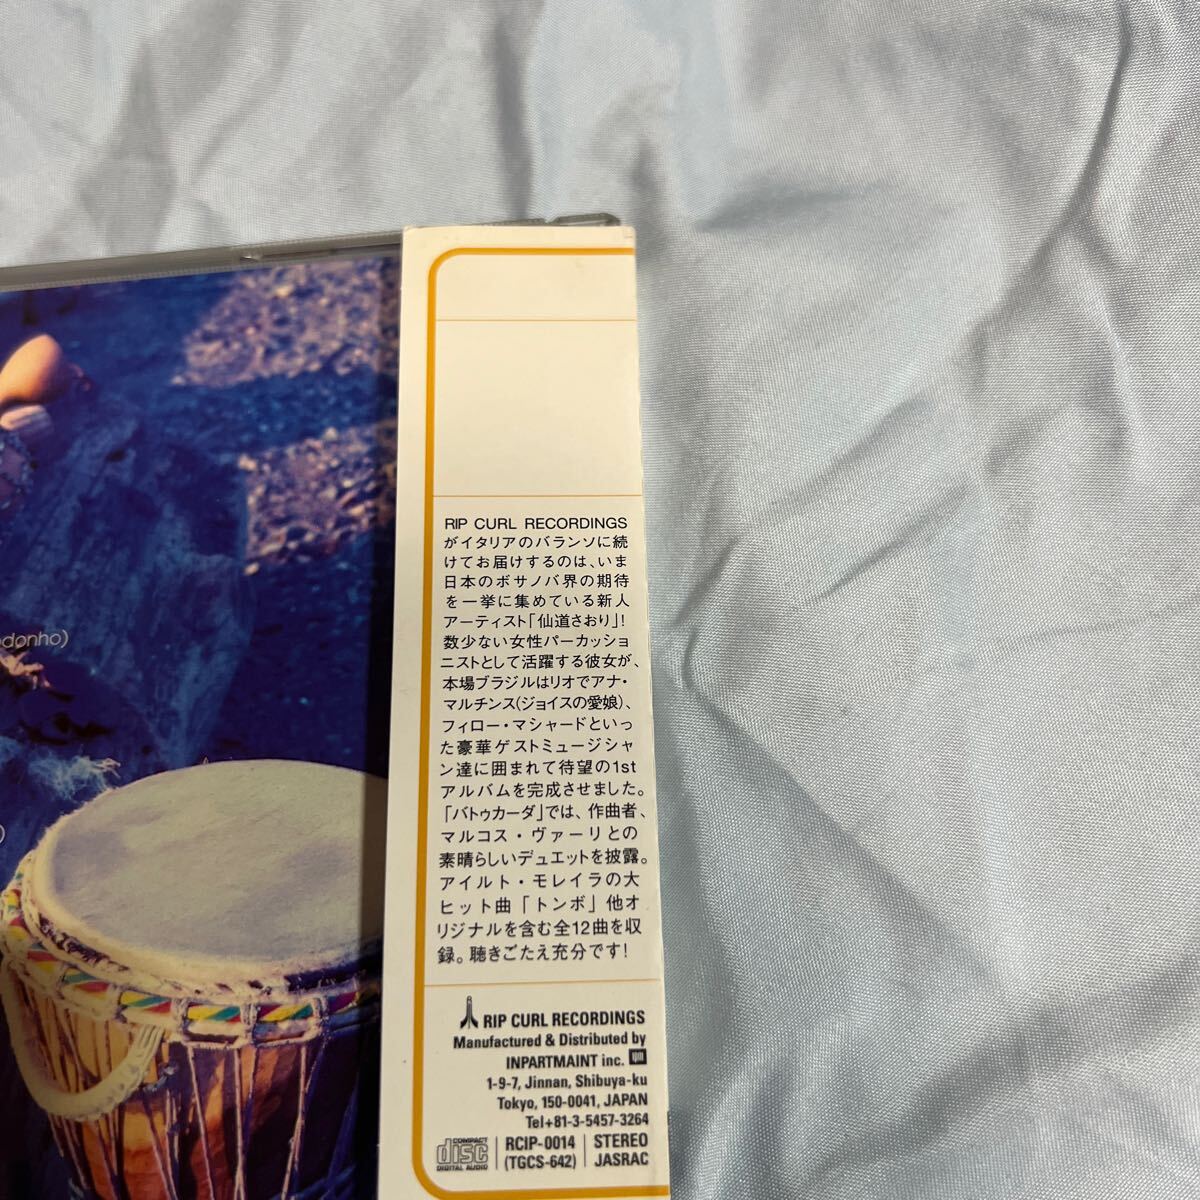 RIP CURL RECORDINGS
がイタリアのバランソに続
けてお届けするのは、いま
日本のボサノバ界の期待
を一挙に集めている新人
アーティスト「仙道さおり」!
数少ない女性パーカッショ
ニストとして活躍する彼女が、
本場ブラジルはリオでアナ・
マルチンス(ジョイスの愛娘)、
フィロー・マシャードといっ
た豪華ゲストミュージシャ
ン達に囲まれて待望の1st
アルバムを完成させました。
「バトゥカーダ」では、作曲者、
マルコス・ヴァーリとの
素晴らしいデュエットを披露。
アイルト・モレイラの大
ヒット曲「トンボ」他オ
リジナルを含む全12曲を収
録。聴きごたえ充分です!
RIP CURL RECORDINGS
Manufactured & Distributed by
INPARTMAINT inc.
1-9-7, Jinnan, Shibuya-ku
Tokyo, 150-0041, JAPAN
Tel+81-3-5457-3264
COMPACT disc DIGITAL AUDIO
RCIP-0014 STEREO
(TGCS-642) JASRAC